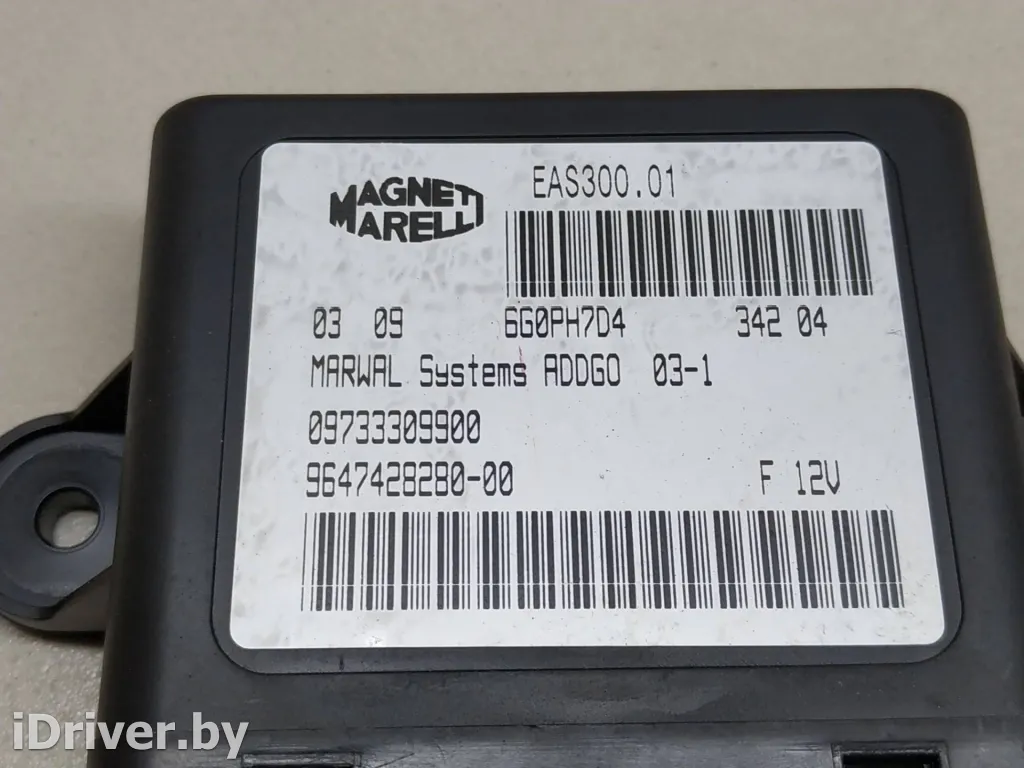 MAGNETI
MARELLI
EAS300.01
03 09 6G0PH7D4 342 04
MARWAL Systems ADDGO 03-1
09733309900
9647428280-00 F 12V
iDriver.by